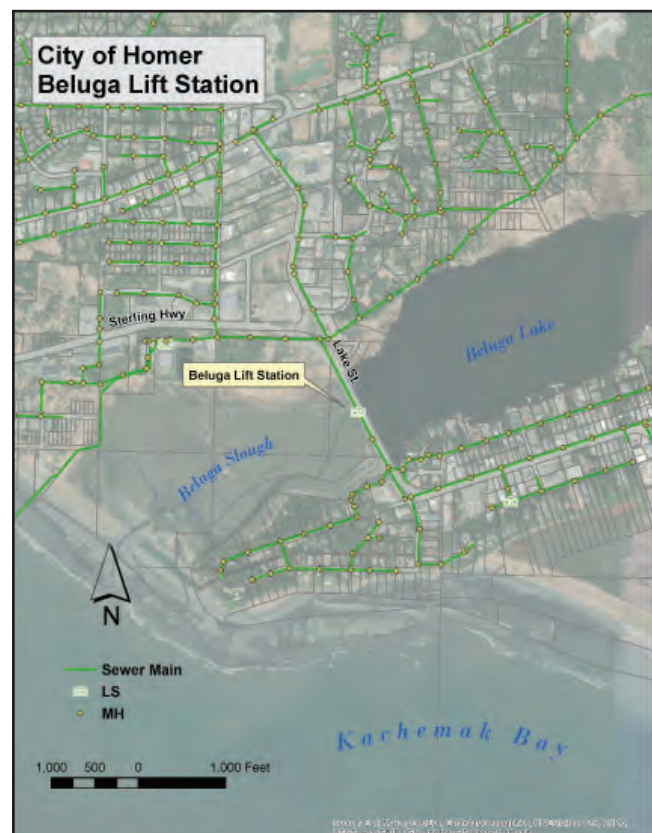 City of Homer
Beluga Lift Station
Sterling Hwy
Lake St
Beluga Lake
Beluga Lift Station
Beluga Slough
N
Sewer Main
LS
MH
1,000 500 0 1,000 Feet
Kachemak Bay